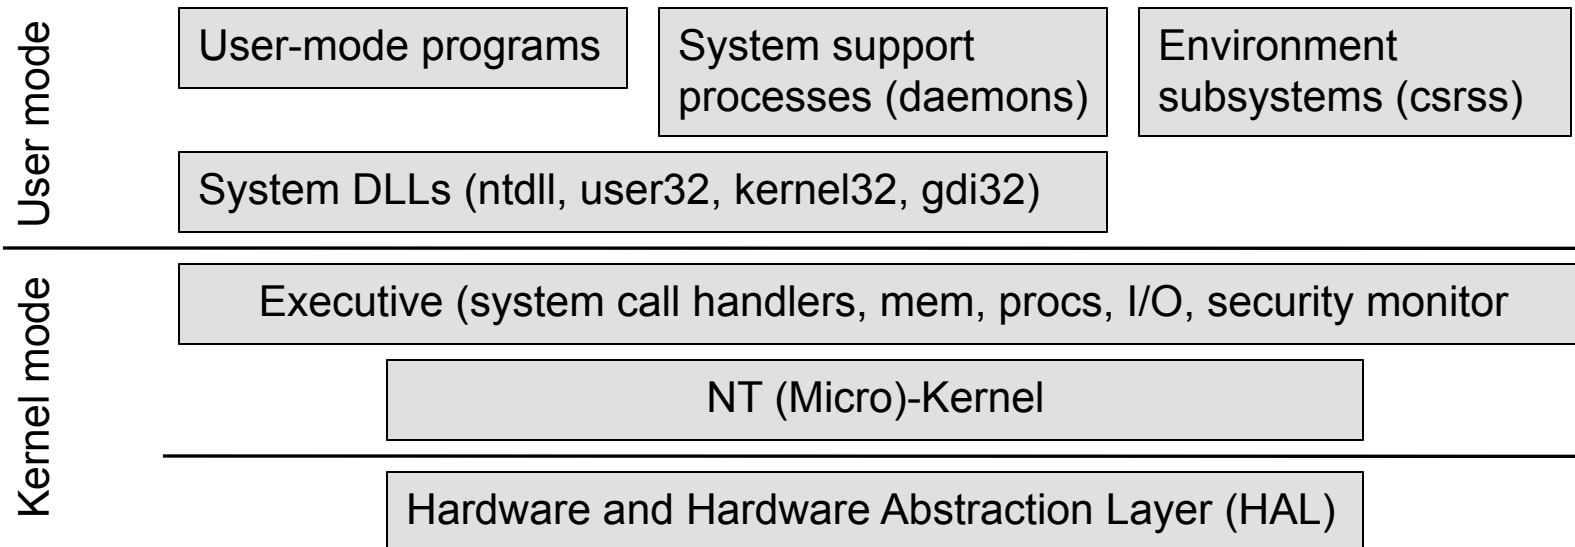 User mode
User-mode programs
System support
processes (daemons)
Environment
subsystems (csrss)
System DLLs (ntdll, user32, kernel32, gdi32)
Kernel mode
Executive (system call handlers, mem, procs, I/O, security monitor
NT (Micro)-Kernel
Hardware and Hardware Abstraction Layer (HAL)